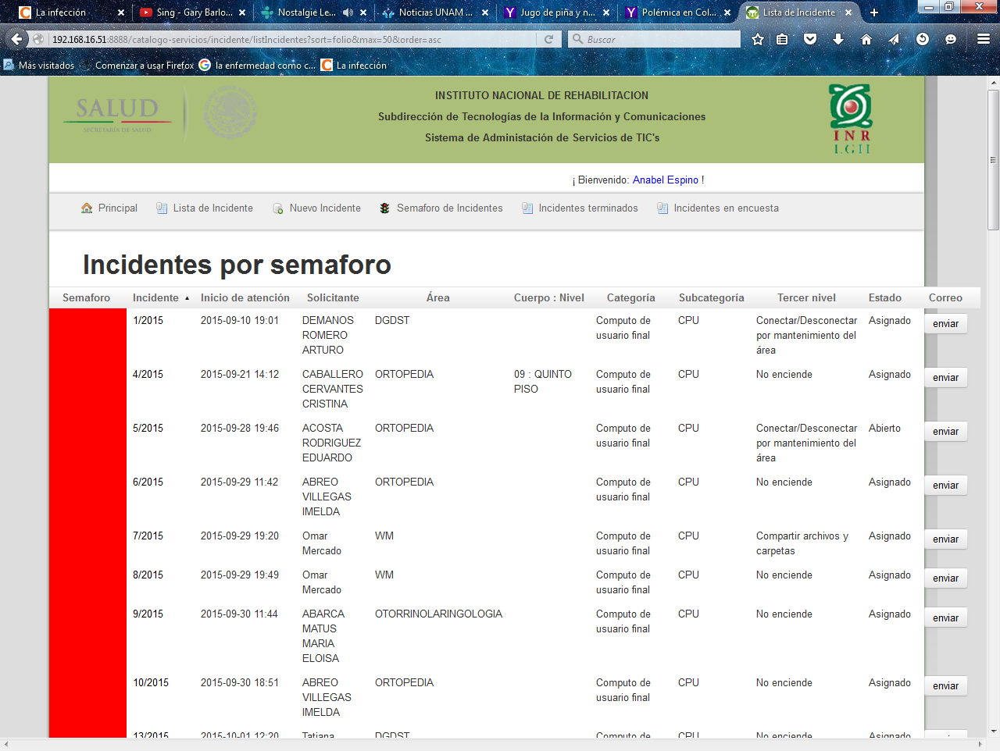 La infección
Sing - Gary Barlo...
Nostalgie Le...
Noticias UNAM ...
Jugo de piña y n...
Polémica en Col...
Lista de Incidente
192.168.16.51:8888/catalogo-servicios/incidente/listIncidentes?sort=folio&max=50&order=asc
Buscar
Más visitados
Comenzar a usar Firefox
la enfermedad como c...
La infección
SALUD
SECRETARÍA DE SALUD
INSTITUTO NACIONAL DE REHABILITACION
Subdirección de Tecnologías de la Información y Comunicaciones
Sistema de Administación de Servicios de TIC's
INR
LGII
¡ Bienvenido: Anabel Espino !
Principal
Lista de Incidente
Nuevo Incidente
Semaforo de Incidentes
Incidentes terminados
Incidentes en encuesta
Incidentes por semaforo
Semaforo Incidente Inicio de atención Solicitante Área Cuerpo : Nivel Categoría Subcategoría Tercer nivel Estado Correo
1/2015 2015-09-10 19:01 DEMANOS DGDST Computo de CPU Conectar/Desconectar Asignado enviar
ROMERO usuario final por mantenimiento del
ARTURO área
4/2015 2015-09-21 14:12 CABALLERO ORTOPEDIA 09 : QUINTO Computo de CPU No enciende Asignado enviar
CERVANTES PISO usuario final
CRISTINA
5/2015 2015-09-28 19:46 ACOSTA ORTOPEDIA Computo de CPU Conectar/Desconectar Abierto enviar
RODRIGUEZ usuario final por mantenimiento del
EDUARDO área
6/2015 2015-09-29 11:42 ABREO ORTOPEDIA Computo de CPU No enciende Asignado enviar
VILLEGAS usuario final
IMELDA
7/2015 2015-09-29 19:20 Omar WM Computo de CPU Compartir archivos y Asignado enviar
Mercado usuario final carpetas
8/2015 2015-09-29 19:49 Omar WM Computo de CPU No enciende Asignado enviar
Mercado usuario final
9/2015 2015-09-30 11:44 ABARCA OTORRINOLARINGOLOGIA Computo de CPU No enciende Asignado enviar
MATUS usuario final
MARIA
ELOISA
10/2015 2015-09-30 18:51 ABREO ORTOPEDIA Computo de CPU No enciende Asignado enviar
VILLEGAS usuario final
IMELDA
13/2015 2015-10-01 12:20 Tatiana DGDST Computo de CPU No enciende Asignado